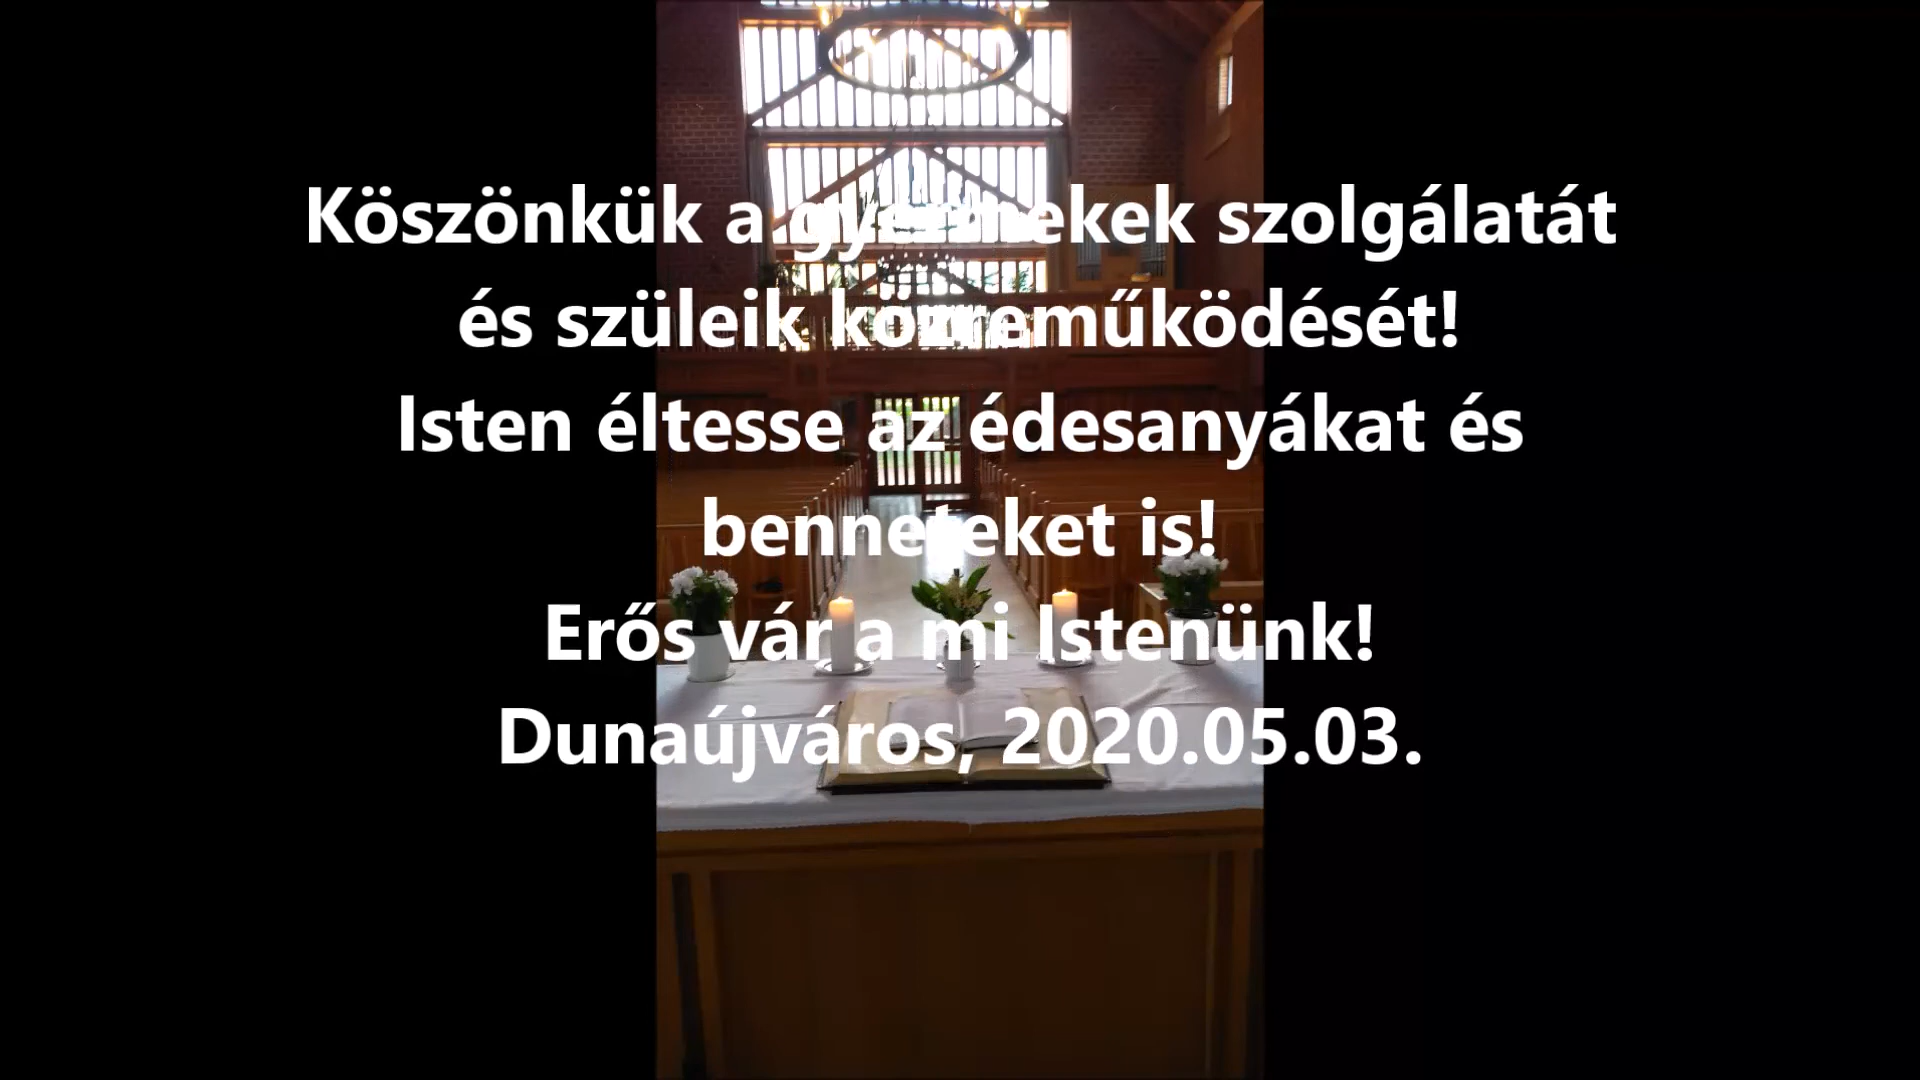 Köszönkük a gyermekek szolgálatát
és szüleik közreműködését!
Isten éltesse az édesanyákat és
benneteket is!
Erős vár a mi Istenünk!
Dunaújváros, 2020.05.03.